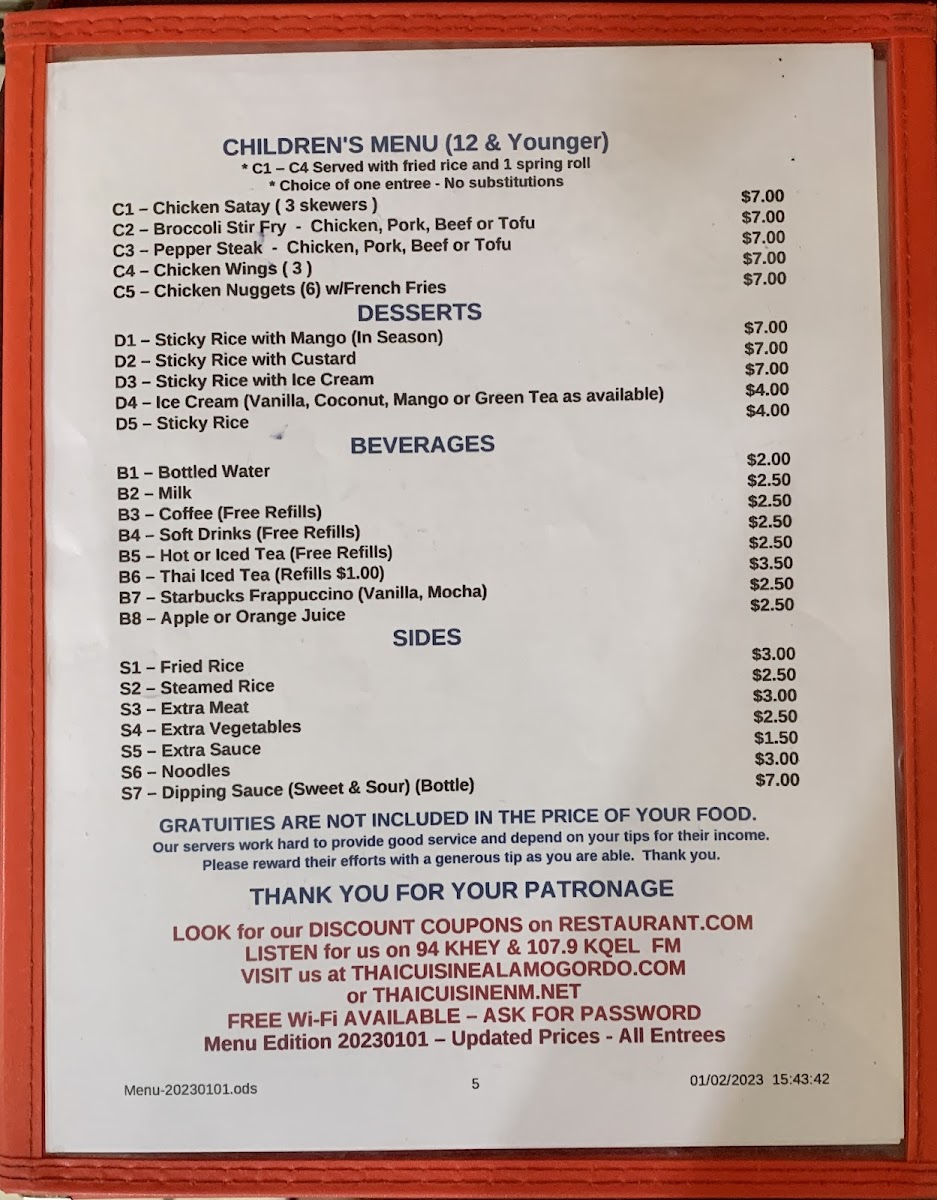 CHILDREN'S MENU (12 & Younger)
* C1 – C4 Served with fried rice and 1 spring roll
* Choice of one entree - No substitutions
C1 – Chicken Satay ( 3 skewers ) $7.00
C2 – Broccoli Stir Fry - Chicken, Pork, Beef or Tofu $7.00
C3 – Pepper Steak - Chicken, Pork, Beef or Tofu $7.00
C4 – Chicken Wings ( 3 ) $7.00
C5 – Chicken Nuggets (6) w/French Fries $7.00
DESSERTS
D1 – Sticky Rice with Mango (In Season) $7.00
D2 – Sticky Rice with Custard $7.00
D3 – Sticky Rice with Ice Cream $7.00
D4 – Ice Cream (Vanilla, Coconut, Mango or Green Tea as available) $4.00
D5 – Sticky Rice $4.00
BEVERAGES
B1 – Bottled Water $2.00
B2 – Milk $2.50
B3 – Coffee (Free Refills) $2.50
B4 – Soft Drinks (Free Refills) $2.50
B5 – Hot or Iced Tea (Free Refills) $2.50
B6 – Thai Iced Tea (Refills $1.00) $3.50
B7 – Starbucks Frappuccino (Vanilla, Mocha) $2.50
B8 – Apple or Orange Juice $2.50
SIDES
S1 – Fried Rice $3.00
S2 – Steamed Rice $2.50
S3 – Extra Meat $3.00
S4 – Extra Vegetables $2.50
S5 – Extra Sauce $1.50
S6 – Noodles $3.00
S7 – Dipping Sauce (Sweet & Sour) (Bottle) $7.00
GRATUITIES ARE NOT INCLUDED IN THE PRICE OF YOUR FOOD.
Our servers work hard to provide good service and depend on your tips for their income.
Please reward their efforts with a generous tip as you are able. Thank you.
THANK YOU FOR YOUR PATRONAGE
LOOK for our DISCOUNT COUPONS on RESTAURANT.COM
LISTEN for us on 94 KHEY & 107.9 KQEL FM
VISIT us at THAICUISINEALAMOGORDO.COM
or THAICUISINENM.NET
FREE Wi-Fi AVAILABLE – ASK FOR PASSWORD
Menu Edition 20230101 – Updated Prices - All Entrees
Menu-20230101.ods 5 01/02/2023 15:43:42